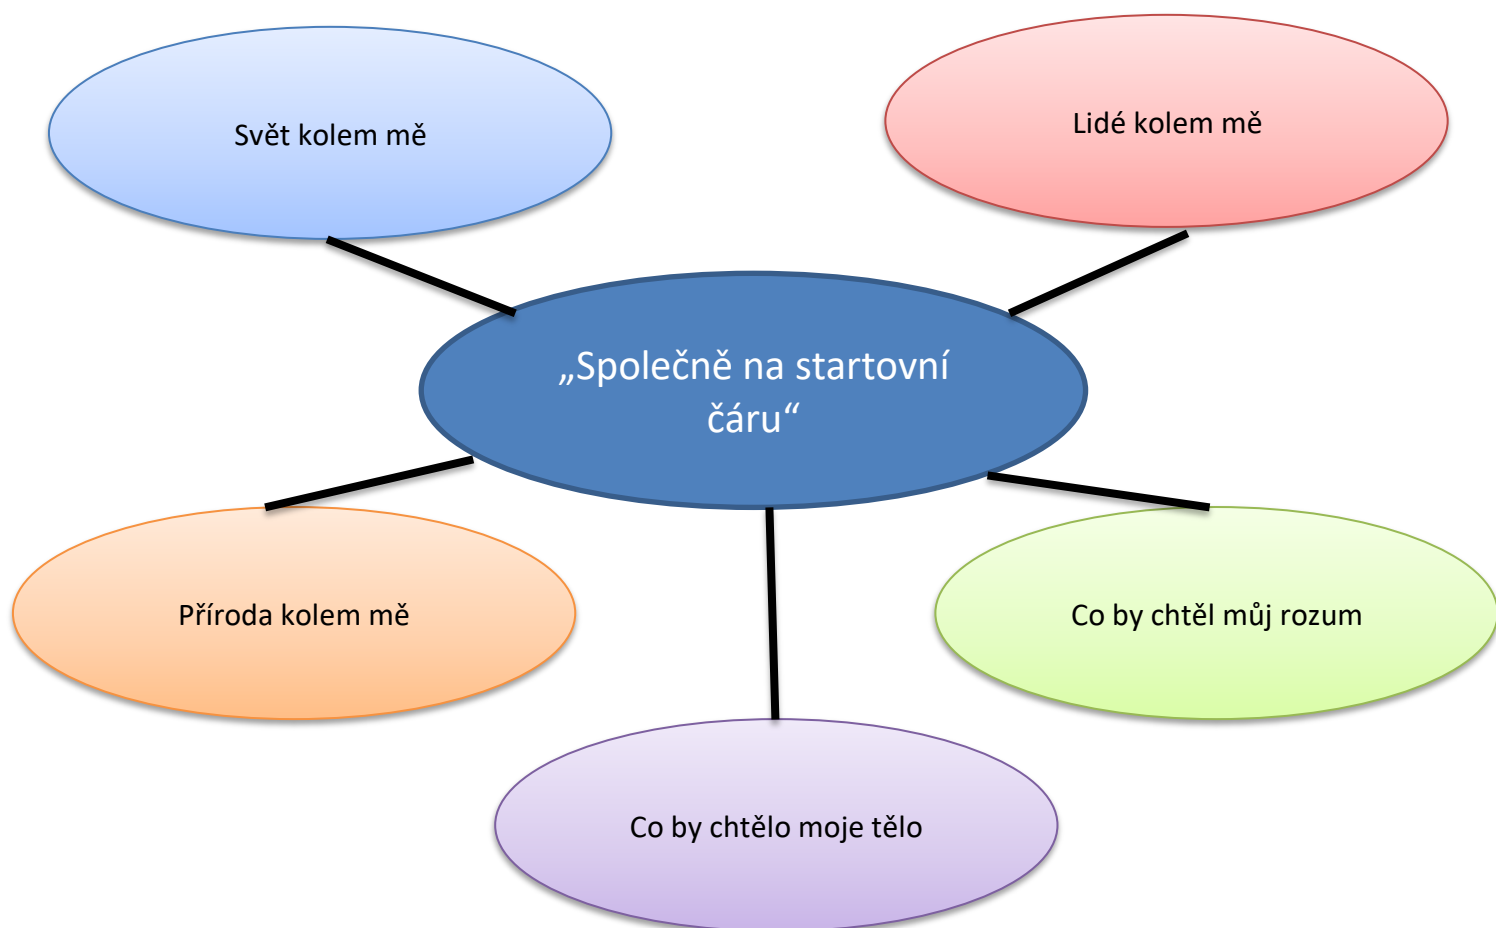 Svět kolem mě
Lidé kolem mě
„Společně na startovní
čáru“
Příroda kolem mě
Co by chtěl můj rozum
Co by chtělo moje tělo